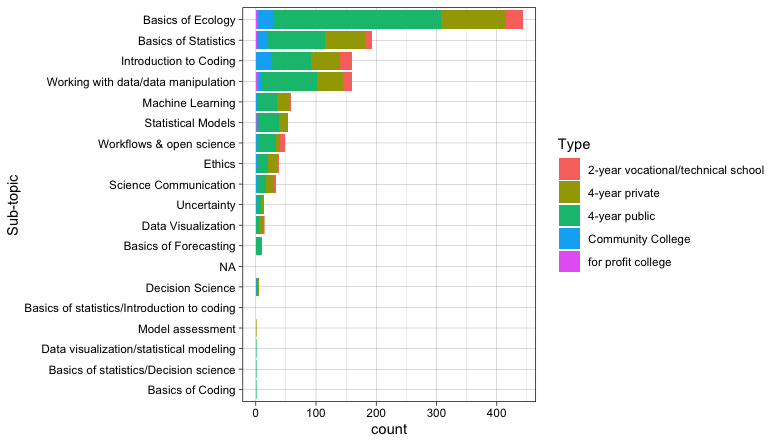 Sub-topic
Basics of Ecology
Basics of Statistics
Introduction to Coding
Working with data/data manipulation
Machine Learning
Statistical Models
Workflows & open science
Ethics
Science Communication
Uncertainty
Data Visualization
Basics of Forecasting
NA
Decision Science
Basics of statistics/Introduction to coding
Model assessment
Data visualization/statistical modeling
Basics of statistics/Decision science
Basics of Coding
0 100 200 300 400
count
Type
2-year vocational/technical school
4-year private
4-year public
Community College
for profit college